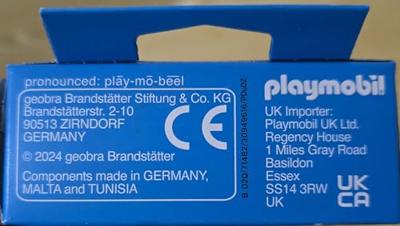 pronounced: plāy-mō-bēēl
geobra Brandstätter Stiftung & Co. KG
Brandstätterstr. 2-10
90513 ZIRNDORF
GERMANY
CE
© 2024 geobra Brandstätter
Components made in GERMANY,
MALTA and TUNISIA
playmobil
UK Importer:
Playmobil UK Ltd.
Regency House
1 Miles Gray Road
Basildon
Essex
SS14 3RW
UK
UK
CA